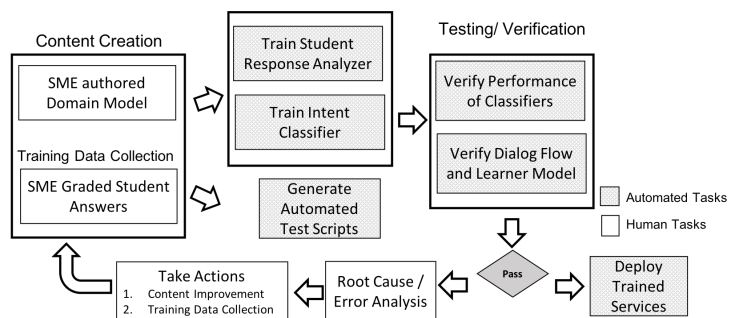 Content Creation
SME authored
Domain Model
Training Data Collection
SME Graded Student
Answers
Train Student
Response Analyzer
Train Intent
Classifier
Generate
Automated
Test Scripts
Testing/ Verification
Verify Performance
of Classifiers
Verify Dialog Flow
and Learner Model
Automated Tasks
Human Tasks
Pass
Deploy
Trained
Services
Root Cause /
Error Analysis
Take Actions
1. Content Improvement
2. Training Data Collection